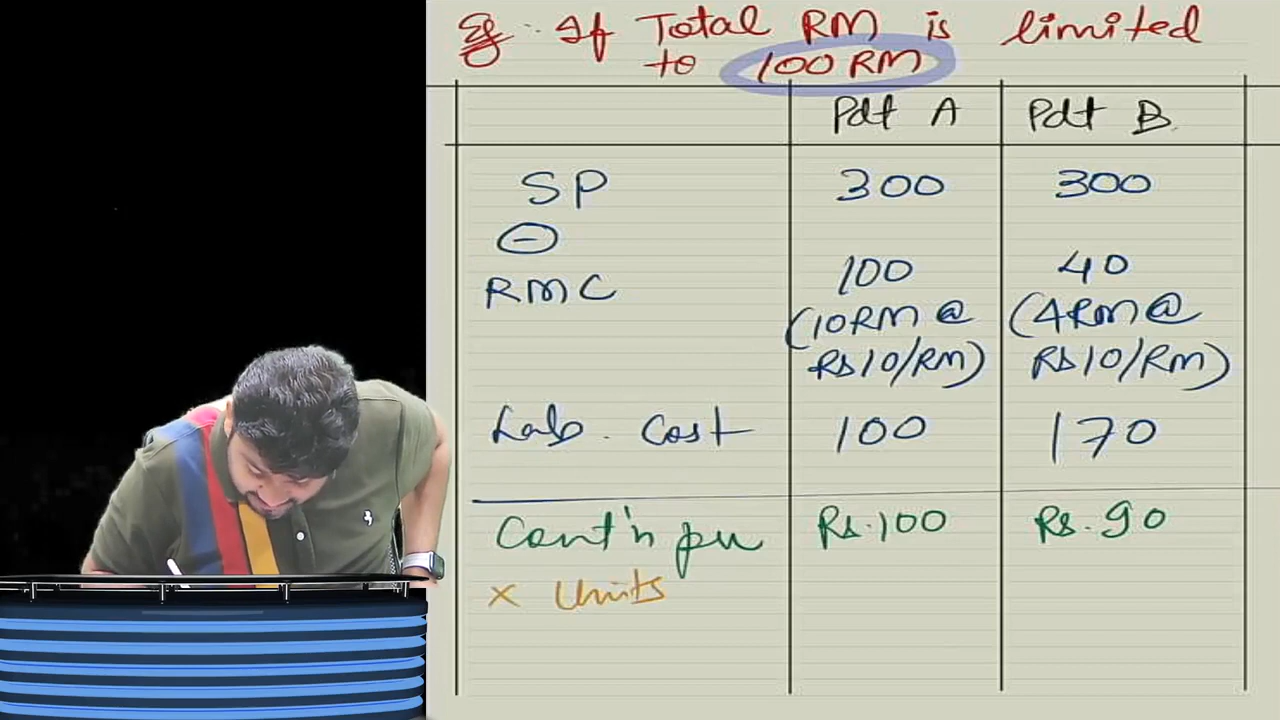 Eg. If Total RM is limited
to 100 RM
Pdt A Pdt B
SP 300 300
-
RMC 100 40
(10RM @ Rs10/RM) (4RM @ Rs10/RM)
Lab. Cost 100 170
Cont'n pu Rs.100 Rs.90
× Units